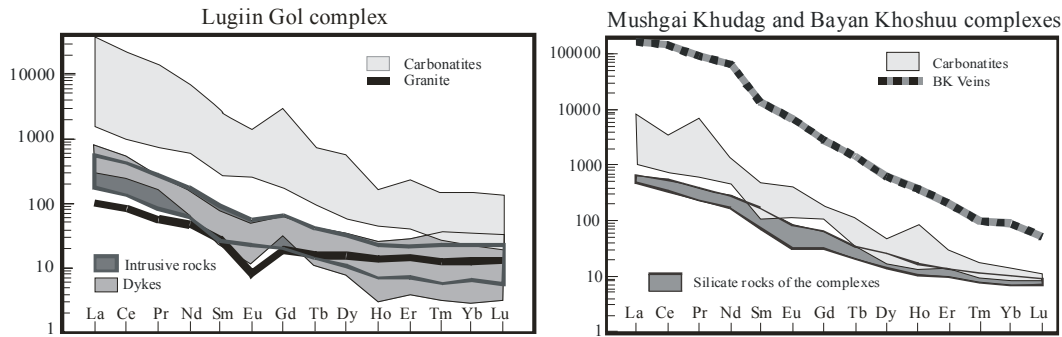 Lugiin Gol complex
10000
1000
100
10
1
Carbonatites
Granite
Intrusive rocks
Dykes
La Ce Pr Nd Sm Eu Gd Tb Dy Ho Er Tm Yb Lu
Mushgai Khudag and Bayan Khoshuu complexes
100000
10000
1000
100
10
1
Carbonatites
BK Veins
Silicate rocks of the complexes
La Ce Pr Nd Sm Eu Gd Tb Dy Ho Er Tm Yb Lu